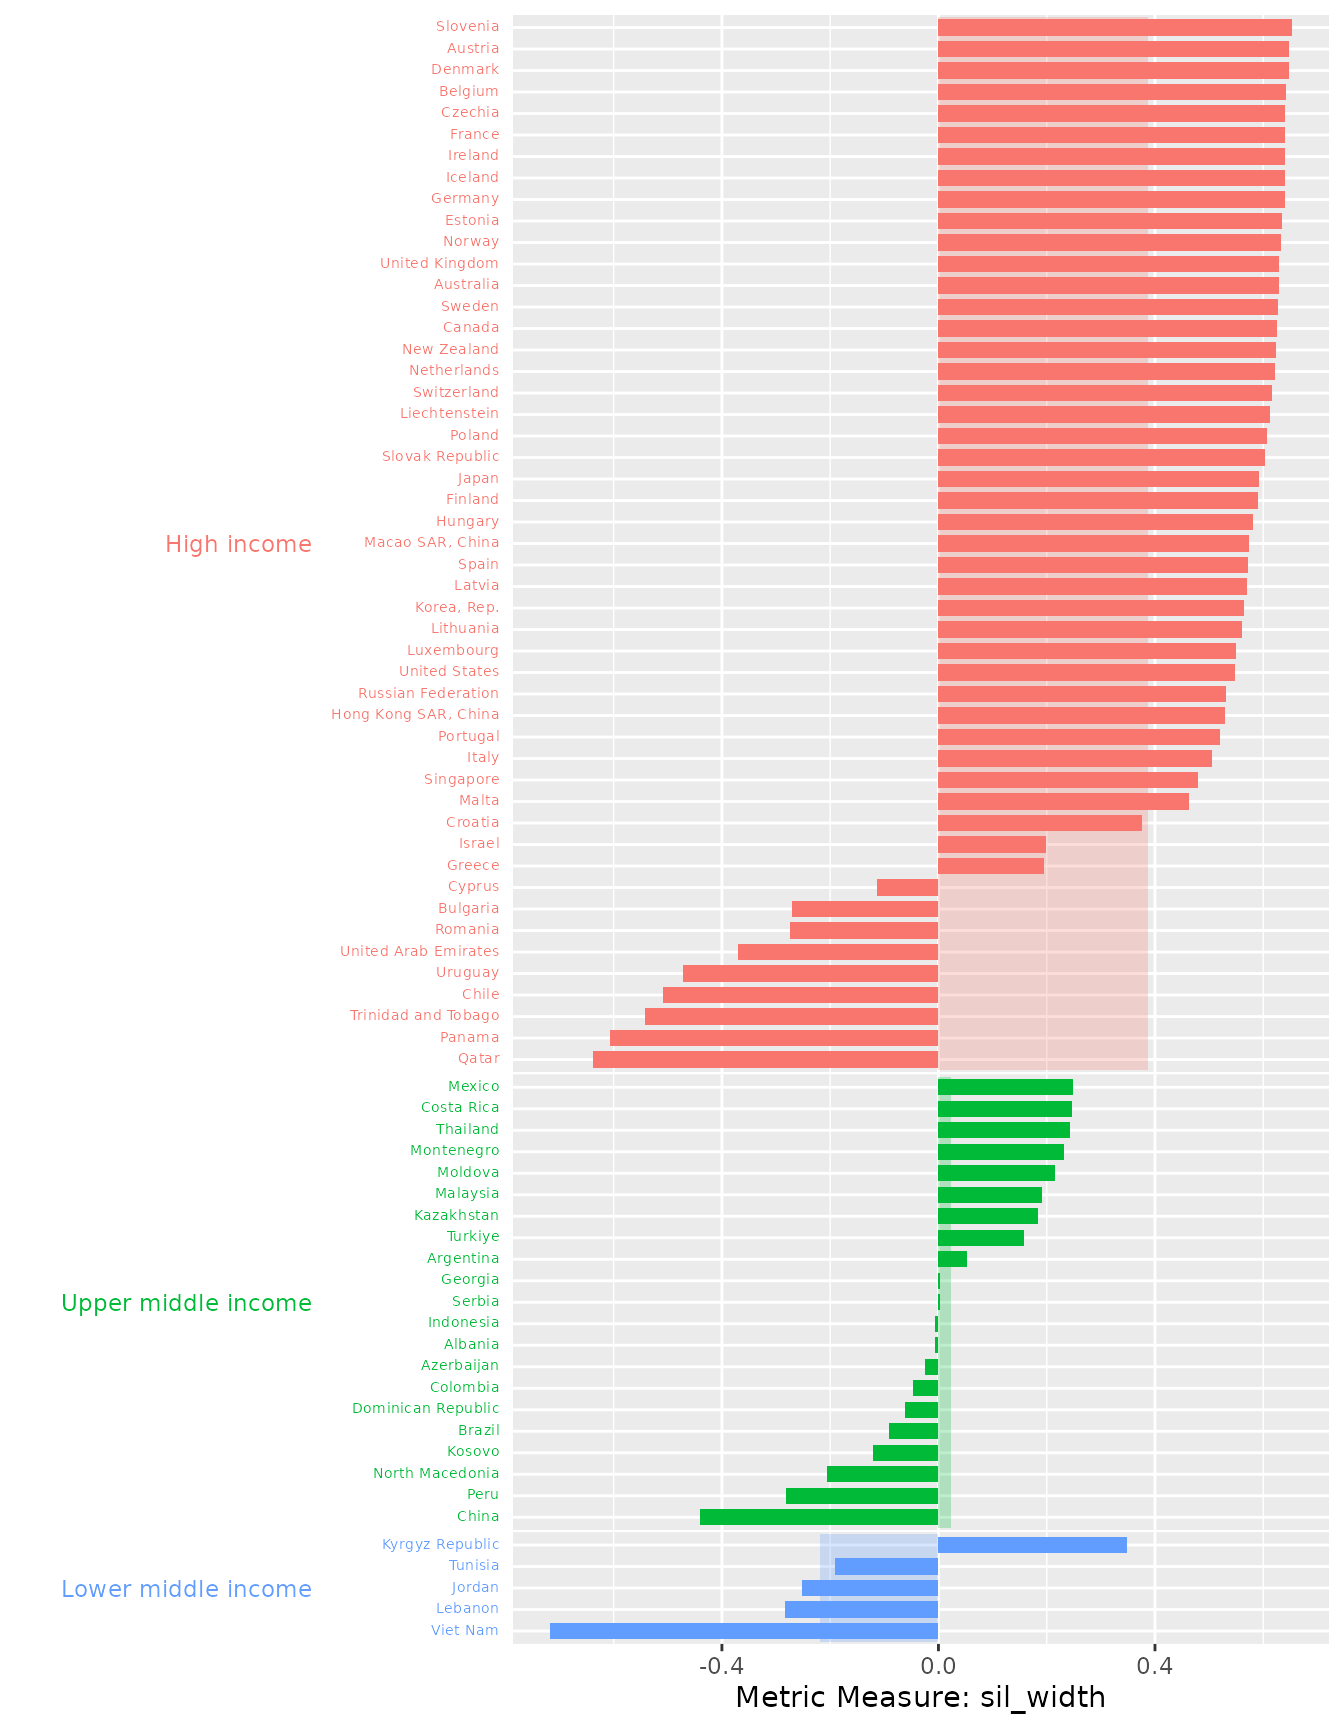 Slovenia
Austria
Denmark
Belgium
Czechia
France
Ireland
Iceland
Germany
Estonia
Norway
United Kingdom
Australia
Sweden
Canada
New Zealand
Netherlands
Switzerland
Liechtenstein
Poland
Slovak Republic
Japan
Finland
Hungary
High income
Macao SAR, China
Spain
Latvia
Korea, Rep.
Lithuania
Luxembourg
United States
Russian Federation
Hong Kong SAR, China
Portugal
Italy
Singapore
Malta
Croatia
Israel
Greece
Cyprus
Bulgaria
Romania
United Arab Emirates
Uruguay
Chile
Trinidad and Tobago
Panama
Qatar
Mexico
Costa Rica
Thailand
Montenegro
Moldova
Malaysia
Kazakhstan
Turkiye
Argentina
Georgia
Upper middle income
Serbia
Indonesia
Albania
Azerbaijan
Colombia
Dominican Republic
Brazil
Kosovo
North Macedonia
Peru
China
Kyrgyz Republic
Tunisia
Lower middle income
Jordan
Lebanon
Viet Nam
-0.4 0.0 0.4
Metric Measure: sil_width